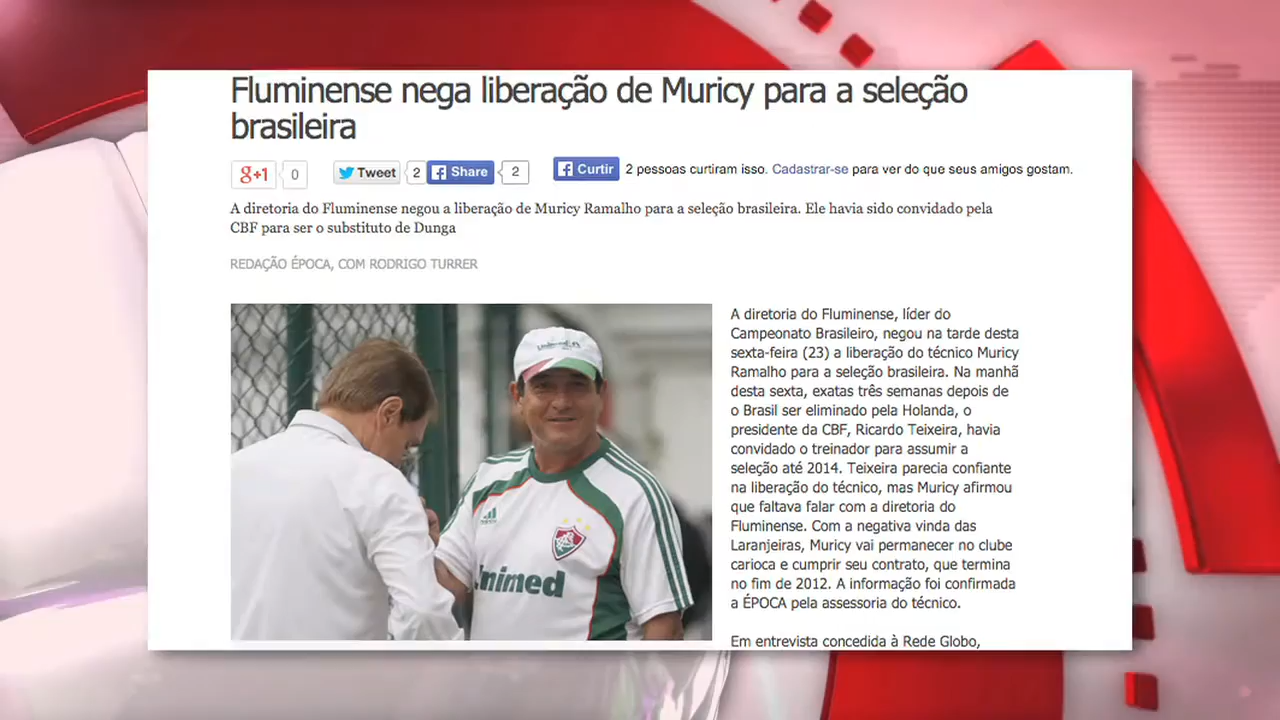 Fluminense nega liberação de Muricy para a seleção
brasileira
g+1 0 Tweet 2 Share 2 Curtir 2 pessoas curtiram isso. Cadastrar-se para ver do que seus amigos gostam.
A diretoria do Fluminense negou a liberação de Muricy Ramalho para a seleção brasileira. Ele havia sido convidado pela
CBF para ser o substituto de Dunga
REDAÇÃO ÉPOCA, COM RODRIGO TURRER
A diretoria do Fluminense, líder do
Campeonato Brasileiro, negou na tarde desta
sexta-feira (23) a liberação do técnico Muricy
Ramalho para a seleção brasileira. Na manhã
desta sexta, exatas três semanas depois de
o Brasil ser eliminado pela Holanda, o
presidente da CBF, Ricardo Teixeira, havia
convidado o treinador para assumir a
seleção até 2014. Teixeira parecia confiante
na liberação do técnico, mas Muricy afirmou
que faltava falar com a diretoria do
Fluminense. Com a negativa vinda das
Laranjeiras, Muricy vai permanecer no clube
carioca e cumprir seu contrato, que termina
no fim de 2012. A informação foi confirmada
a ÉPOCA pela assessoria do técnico.
Em entrevista concedida à Rede Globo,
Unimed
adidas
Unimed